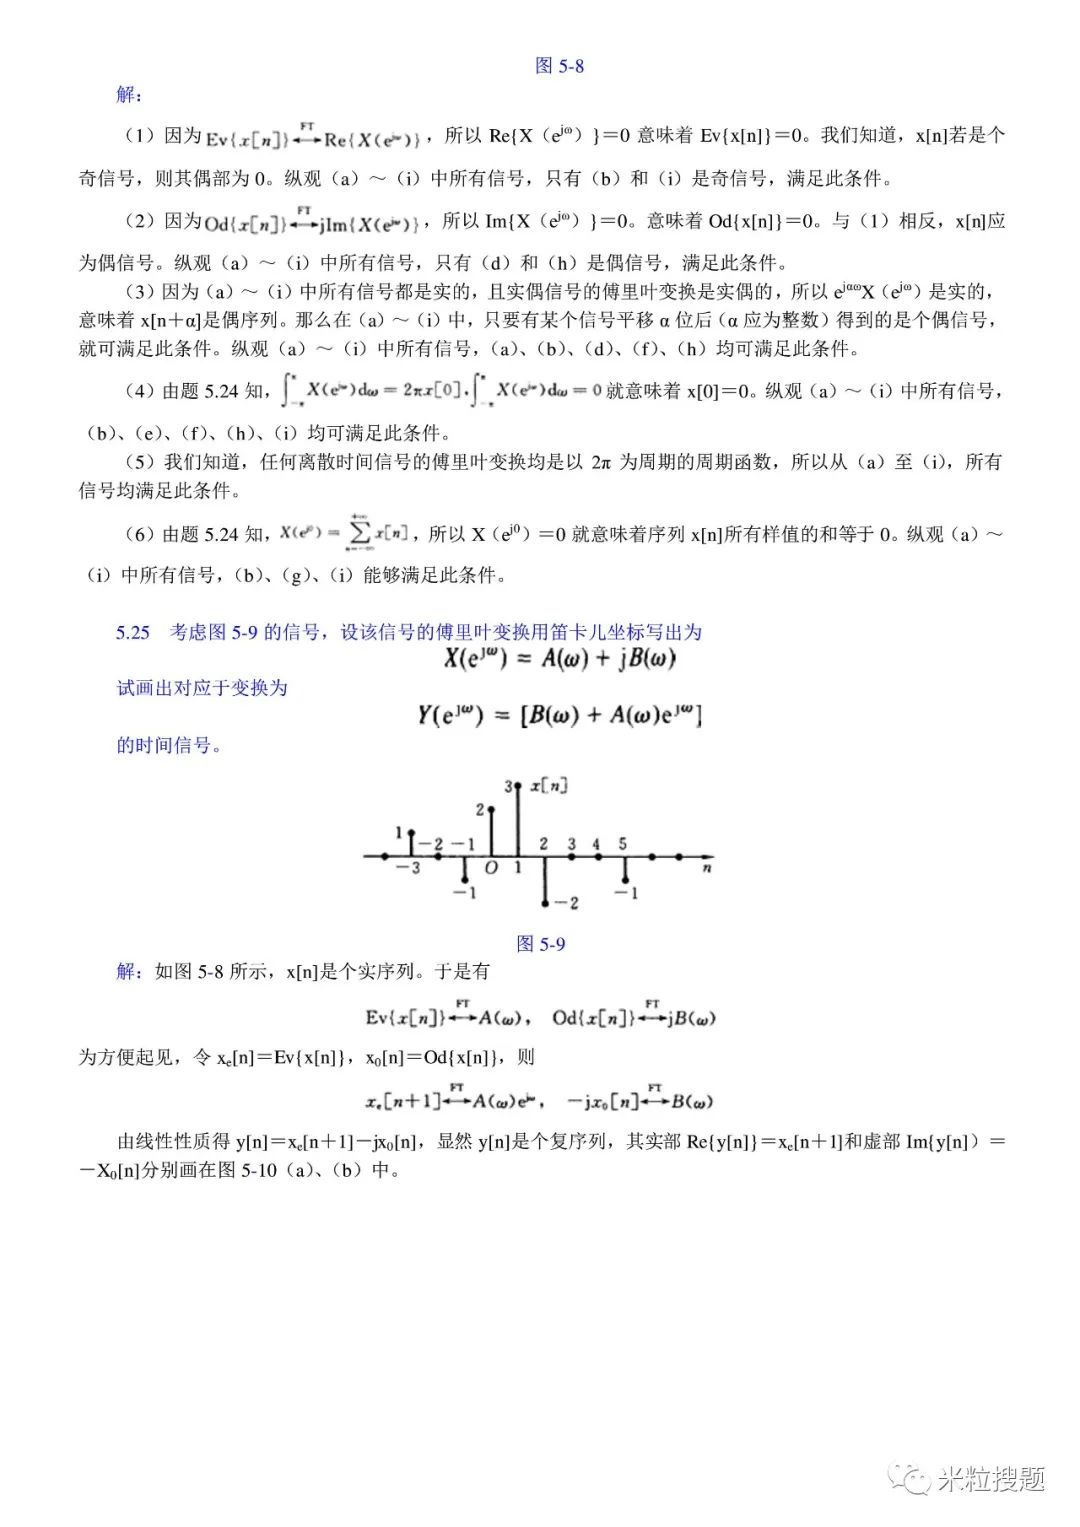 图 5-8
解：
（1）因为Ev{x[n]}⟷^{FT}Re{X(e^{jω})}，所以 Re{X（e^{jω}）}＝0 意味着 Ev{x[n]}＝0。我们知道，x[n]若是个
奇信号，则其偶部为 0。纵观（a）～（i）中所有信号，只有（b）和（i）是奇信号，满足此条件。
（2）因为Od{x[n]}⟷^{FT}jIm{X(e^{jω})}，所以 Im{X（e^{jω}）}＝0。意味着 Od{x[n]}＝0。与（1）相反，x[n]应
为偶信号。纵观（a）～（i）中所有信号，只有（d）和（h）是偶信号，满足此条件。
（3）因为（a）～（i）中所有信号都是实的，且实偶信号的傅里叶变换是实偶的，所以 e^{jαω}X（e^{jω}）是实的，
意味着 x[n＋α]是偶序列。那么在（a）～（i）中，只要有某个信号平移 α 位后（α 应为整数）得到的是个偶信号，
就可满足此条件。纵观（a）～（i）中所有信号，（a）、（b）、（d）、（f）、（h）均可满足此条件。
（4）由题 5.24 知，∫_{-π}^{π} X(e^{jω})dω = 2πx[0]. ∫_{-π}^{π} X(e^{jω})dω = 0 就意味着 x[0]＝0。纵观（a）～（i）中所有信号，
（b）、（e）、（f）、（h）、（i）均可满足此条件。
（5）我们知道，任何离散时间信号的傅里叶变换均是以 2π 为周期的周期函数，所以从（a）至（i），所有
信号均满足此条件。
（6）由题 5.24 知，X(e^{j0}) = ∑_{n=-∞}^{+∞} x[n]，所以 X（e^{j0}）＝0 就意味着序列 x[n]所有样值的和等于 0。纵观（a）～
（i）中所有信号，（b）、（g）、（i）能够满足此条件。
5.25 考虑图 5-9 的信号，设该信号的傅里叶变换用笛卡儿坐标写出为
X(e^{jω}) = A(ω) + jB(ω)
试画出对应于变换为
Y(e^{jω}) = [B(ω) + A(ω)e^{jω}]
的时间信号。
3 x[n]
2
1 -2 -1 2 3 4 5
-3 O 1 n
-1 -2 -1
图 5-9
解：如图 5-8 所示，x[n]是个实序列。于是有
Ev{x[n]}⟷^{FT}A(ω)， Od{x[n]}⟷^{FT}jB(ω)
为方便起见，令 x_e[n]＝Ev{x[n]}，x_0[n]＝Od{x[n]}，则
x_e[n+1]⟷^{FT}A(ω)e^{jω}， -jx_0[n]⟷^{FT}B(ω)
由线性性质得 y[n]＝x_e[n＋1]－jx_0[n]，显然 y[n]是个复序列，其实部 Re{y[n]}＝x_e[n＋1]和虚部 Im{y[n]）＝
－X_0[n]分别画在图 5-10（a）、（b）中。
米粒搜题